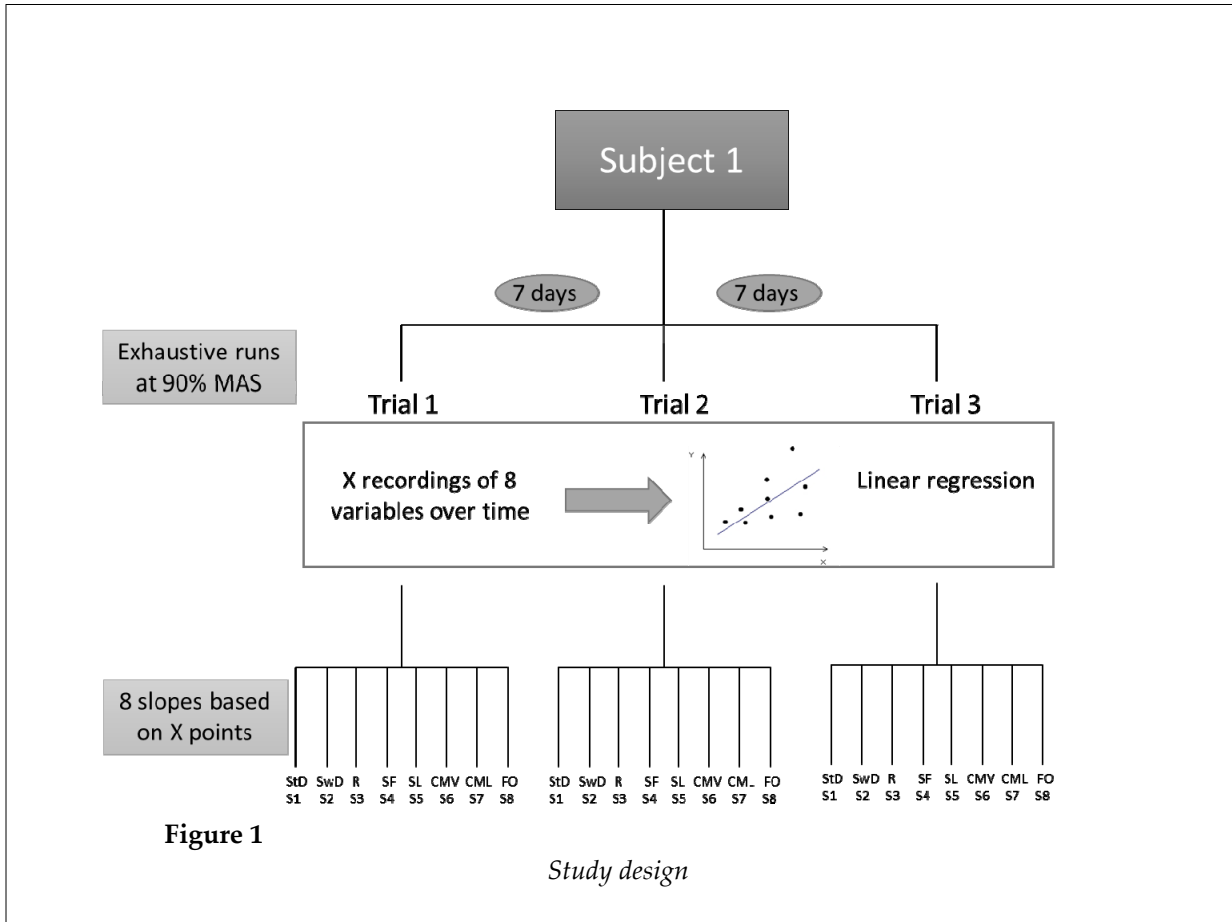 Subject 1
7 days
7 days
Exhaustive runs
at 90% MAS
Trial 1
Trial 2
Trial 3
X recordings of 8
variables over time
Y
X
Linear regression
8 slopes based
on X points
StD SwD R SF SL CMV CML FO
S1 S2 S3 S4 S5 S6 S7 S8
StD SwD R SF SL CMV FO
S1 S2 S3 S4 S5 S6 S7 S8
StD SwD R SF SL CMV CML FO
S1 S2 S3 S4 S5 S6 S7 S8
Figure 1
Study design